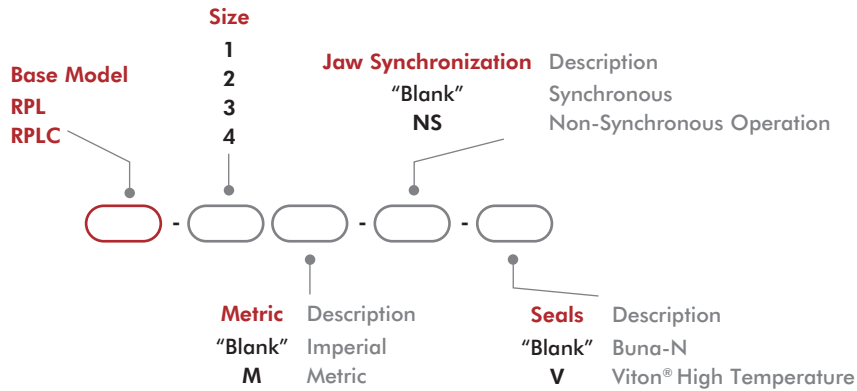 Size
1
2
3
4
Base Model
RPL
RPLC
Jaw Synchronization Description
"Blank" Synchronous
NS Non-Synchronous Operation
- - -
Metric Description
"Blank" Imperial
M Metric
Seals Description
"Blank" Buna-N
V Viton® High Temperature